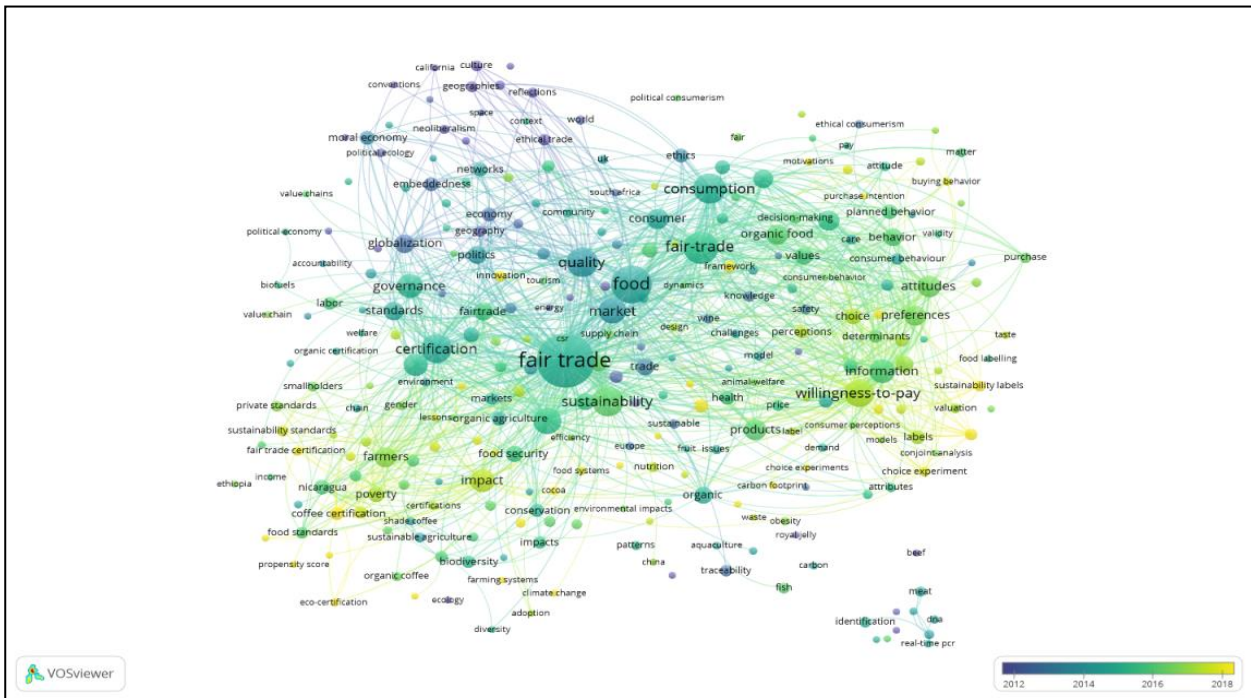 california
culture
conventions
geographies
reflections
political consumerism
space
context
world
neoliberalism
moral economy
ethical trade
fair
ethical consumerism
pay
political ecology
uk
ethics
matter
networks
motivations
attitude
embeddedness
buying behavior
value chains
south africa
consumption
purchase intention
economy
community
consumer
decision-making
planned behavior
political economy
geography
organic food
care
validity
globalization
fair-trade
behavior
politics
values
consumer behaviour
purchase
accountability
quality
framework
innovation
tourism
consumer behavior
biofuels
governance
food
dynamics
attitudes
energy
knowledge
labor
standards
fairtrade
market
wine
safety
choice
preferences
value chain
design
welfare
supply chain
challenges
perceptions
determinants
taste
csr
organic certification
certification
fair trade
model
food labelling
environment
trade
information
animal-welfare
smallholders
chain
gender
markets
sustainability
health
price
willingness-to-pay
sustainability labels
private standards
lessons
organic agriculture
valuation
sustainability standards
sustainable
products
label
consumer perceptions
efficiency
models
labels
fair trade certification
farmers
food security
europe
fruit
issues
demand
conjoint-analysis
ethiopia
income
nicaragua
poverty
impact
food systems
nutrition
choice experiments
choice experiment
cocoa
organic
carbon footprint
attributes
coffee certification
certifications
conservation
environmental impacts
shade coffee
waste
obesity
food standards
sustainable agriculture
impacts
patterns
aquaculture
royal jelly
propensity score
biodiversity
china
traceability
carbon
beef
organic coffee
farming systems
fish
climate change
meat
eco-certification
ecology
adoption
diversity
identification
dna
real-time pcr
VOSviewer
2012
2014
2016
2018